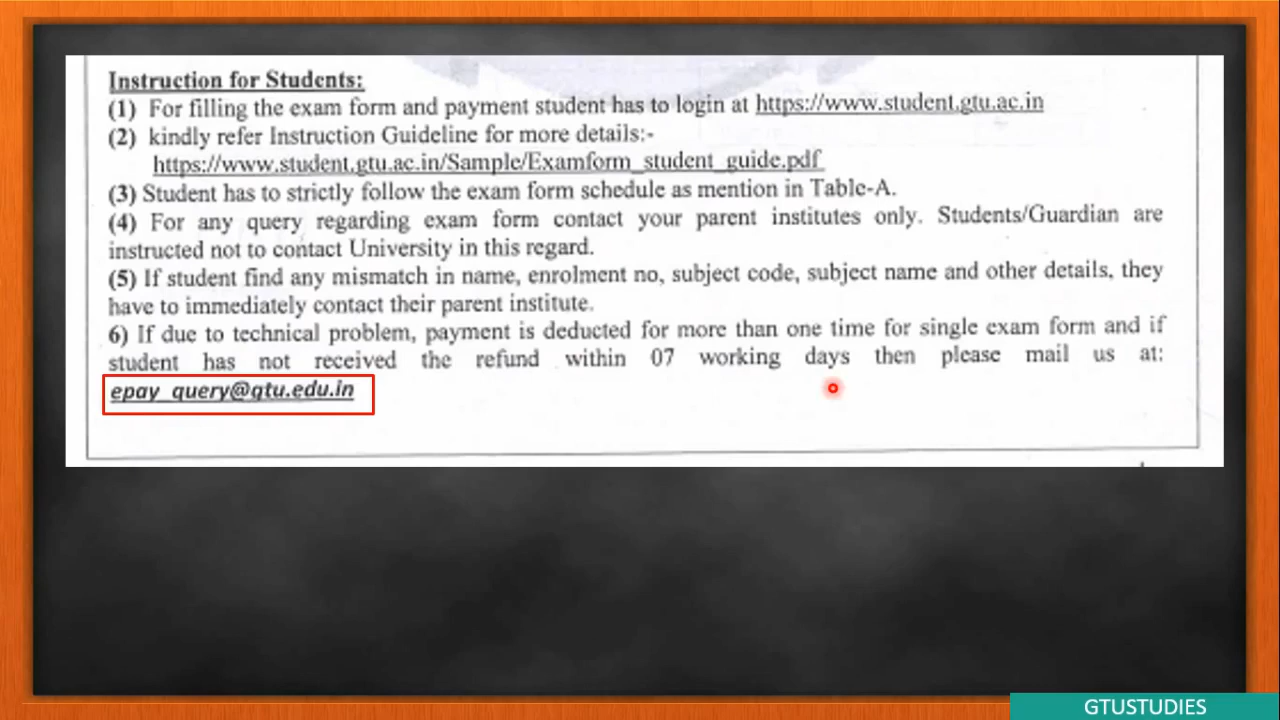 Instruction for Students:
(1) For filling the exam form and payment student has to login at https://www.student.gtu.ac.in
(2) kindly refer Instruction Guideline for more details:-
https://www.student.gtu.ac.in/Sample/Examform_student_guide.pdf
(3) Student has to strictly follow the exam form schedule as mention in Table-A.
(4) For any query regarding exam form contact your parent institutes only. Students/Guardian are
instructed not to contact University in this regard.
(5) If student find any mismatch in name, enrolment no, subject code, subject name and other details, they
have to immediately contact their parent institute.
6) If due to technical problem, payment is deducted for more than one time for single exam form and if
student has not received the refund within 07 working days then please mail us at:
epay_query@gtu.edu.in
GTUSTUDIES